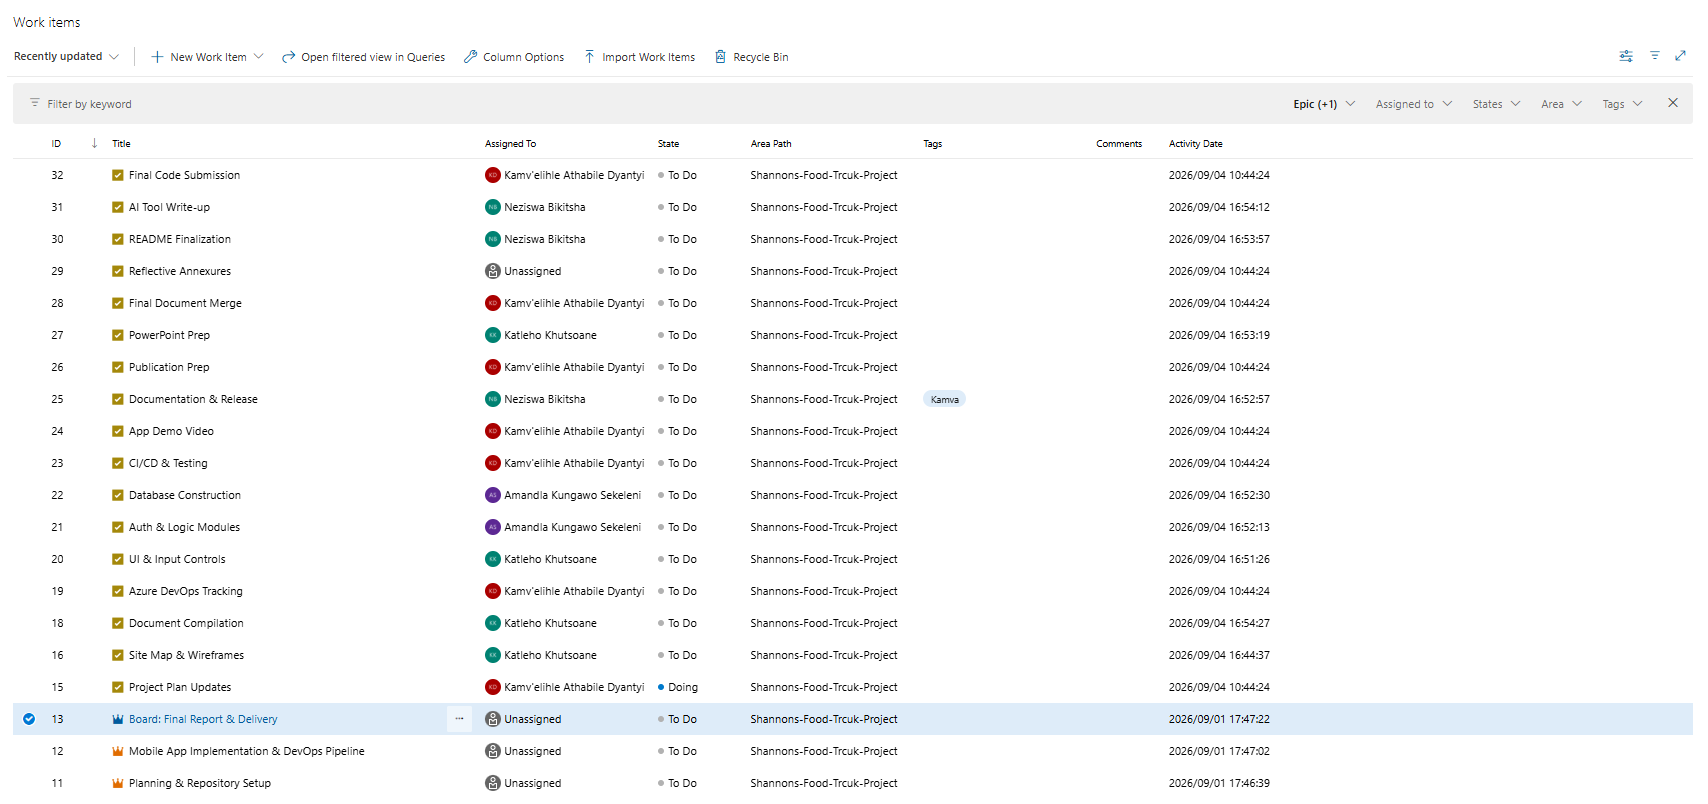 Work items
Recently updated New Work Item Open filtered view in Queries Column Options Import Work Items Recycle Bin
Filter by keyword Epic (+1) Assigned to States Area Tags
ID Title Assigned To State Area Path Tags Comments Activity Date
32 Final Code Submission KD Kamv'elihle Athabile Dyantyi To Do Shannons-Food-Trcuk-Project 2026/09/04 10:44:24
31 AI Tool Write-up NB Neziswa Bikitsha To Do Shannons-Food-Trcuk-Project 2026/09/04 16:54:12
30 README Finalization NB Neziswa Bikitsha To Do Shannons-Food-Trcuk-Project 2026/09/04 16:53:57
29 Reflective Annexures Unassigned To Do Shannons-Food-Trcuk-Project 2026/09/04 10:44:24
28 Final Document Merge KD Kamv'elihle Athabile Dyantyi To Do Shannons-Food-Trcuk-Project 2026/09/04 10:44:24
27 PowerPoint Prep KK Katleho Khutsoane To Do Shannons-Food-Trcuk-Project 2026/09/04 16:53:19
26 Publication Prep KD Kamv'elihle Athabile Dyantyi To Do Shannons-Food-Trcuk-Project 2026/09/04 10:44:24
25 Documentation & Release NB Neziswa Bikitsha To Do Shannons-Food-Trcuk-Project Kamva 2026/09/04 16:52:57
24 App Demo Video KD Kamv'elihle Athabile Dyantyi To Do Shannons-Food-Trcuk-Project 2026/09/04 10:44:24
23 CI/CD & Testing KD Kamv'elihle Athabile Dyantyi To Do Shannons-Food-Trcuk-Project 2026/09/04 10:44:24
22 Database Construction AS Amandla Kungawo Sekeleni To Do Shannons-Food-Trcuk-Project 2026/09/04 16:52:30
21 Auth & Logic Modules AS Amandla Kungawo Sekeleni To Do Shannons-Food-Trcuk-Project 2026/09/04 16:52:13
20 UI & Input Controls KK Katleho Khutsoane To Do Shannons-Food-Trcuk-Project 2026/09/04 16:51:26
19 Azure DevOps Tracking KD Kamv'elihle Athabile Dyantyi To Do Shannons-Food-Trcuk-Project 2026/09/04 10:44:24
18 Document Compilation KK Katleho Khutsoane To Do Shannons-Food-Trcuk-Project 2026/09/04 16:54:27
16 Site Map & Wireframes KK Katleho Khutsoane To Do Shannons-Food-Trcuk-Project 2026/09/04 16:44:37
15 Project Plan Updates KD Kamv'elihle Athabile Dyantyi Doing Shannons-Food-Trcuk-Project 2026/09/04 10:44:24
13 Board: Final Report & Delivery ... Unassigned To Do Shannons-Food-Trcuk-Project 2026/09/01 17:47:22
12 Mobile App Implementation & DevOps Pipeline Unassigned To Do Shannons-Food-Trcuk-Project 2026/09/01 17:47:02
11 Planning & Repository Setup Unassigned To Do Shannons-Food-Trcuk-Project 2026/09/01 17:46:39